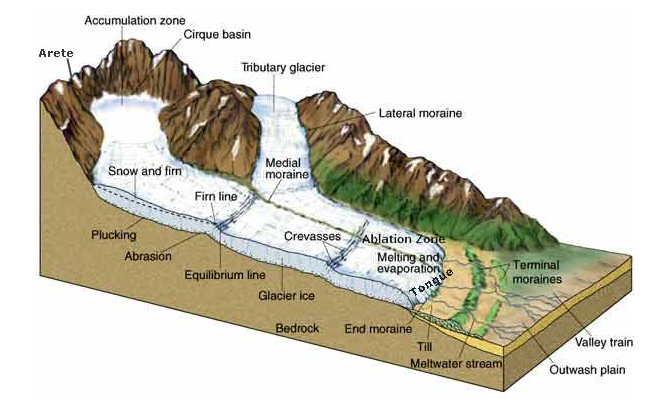 Accumulation zone
Cirque basin
Arete
Tributary glacier
Lateral moraine
Snow and firn
Medial
moraine
Firn line
Plucking
Crevasses
Ablation Zone
Abrasion
Melting and
evaporation
Equilibrium line
Tongue
Terminal
moraines
Glacier ice
Bedrock
End moraine
Till
Valley train
Meltwater stream
Outwash plain